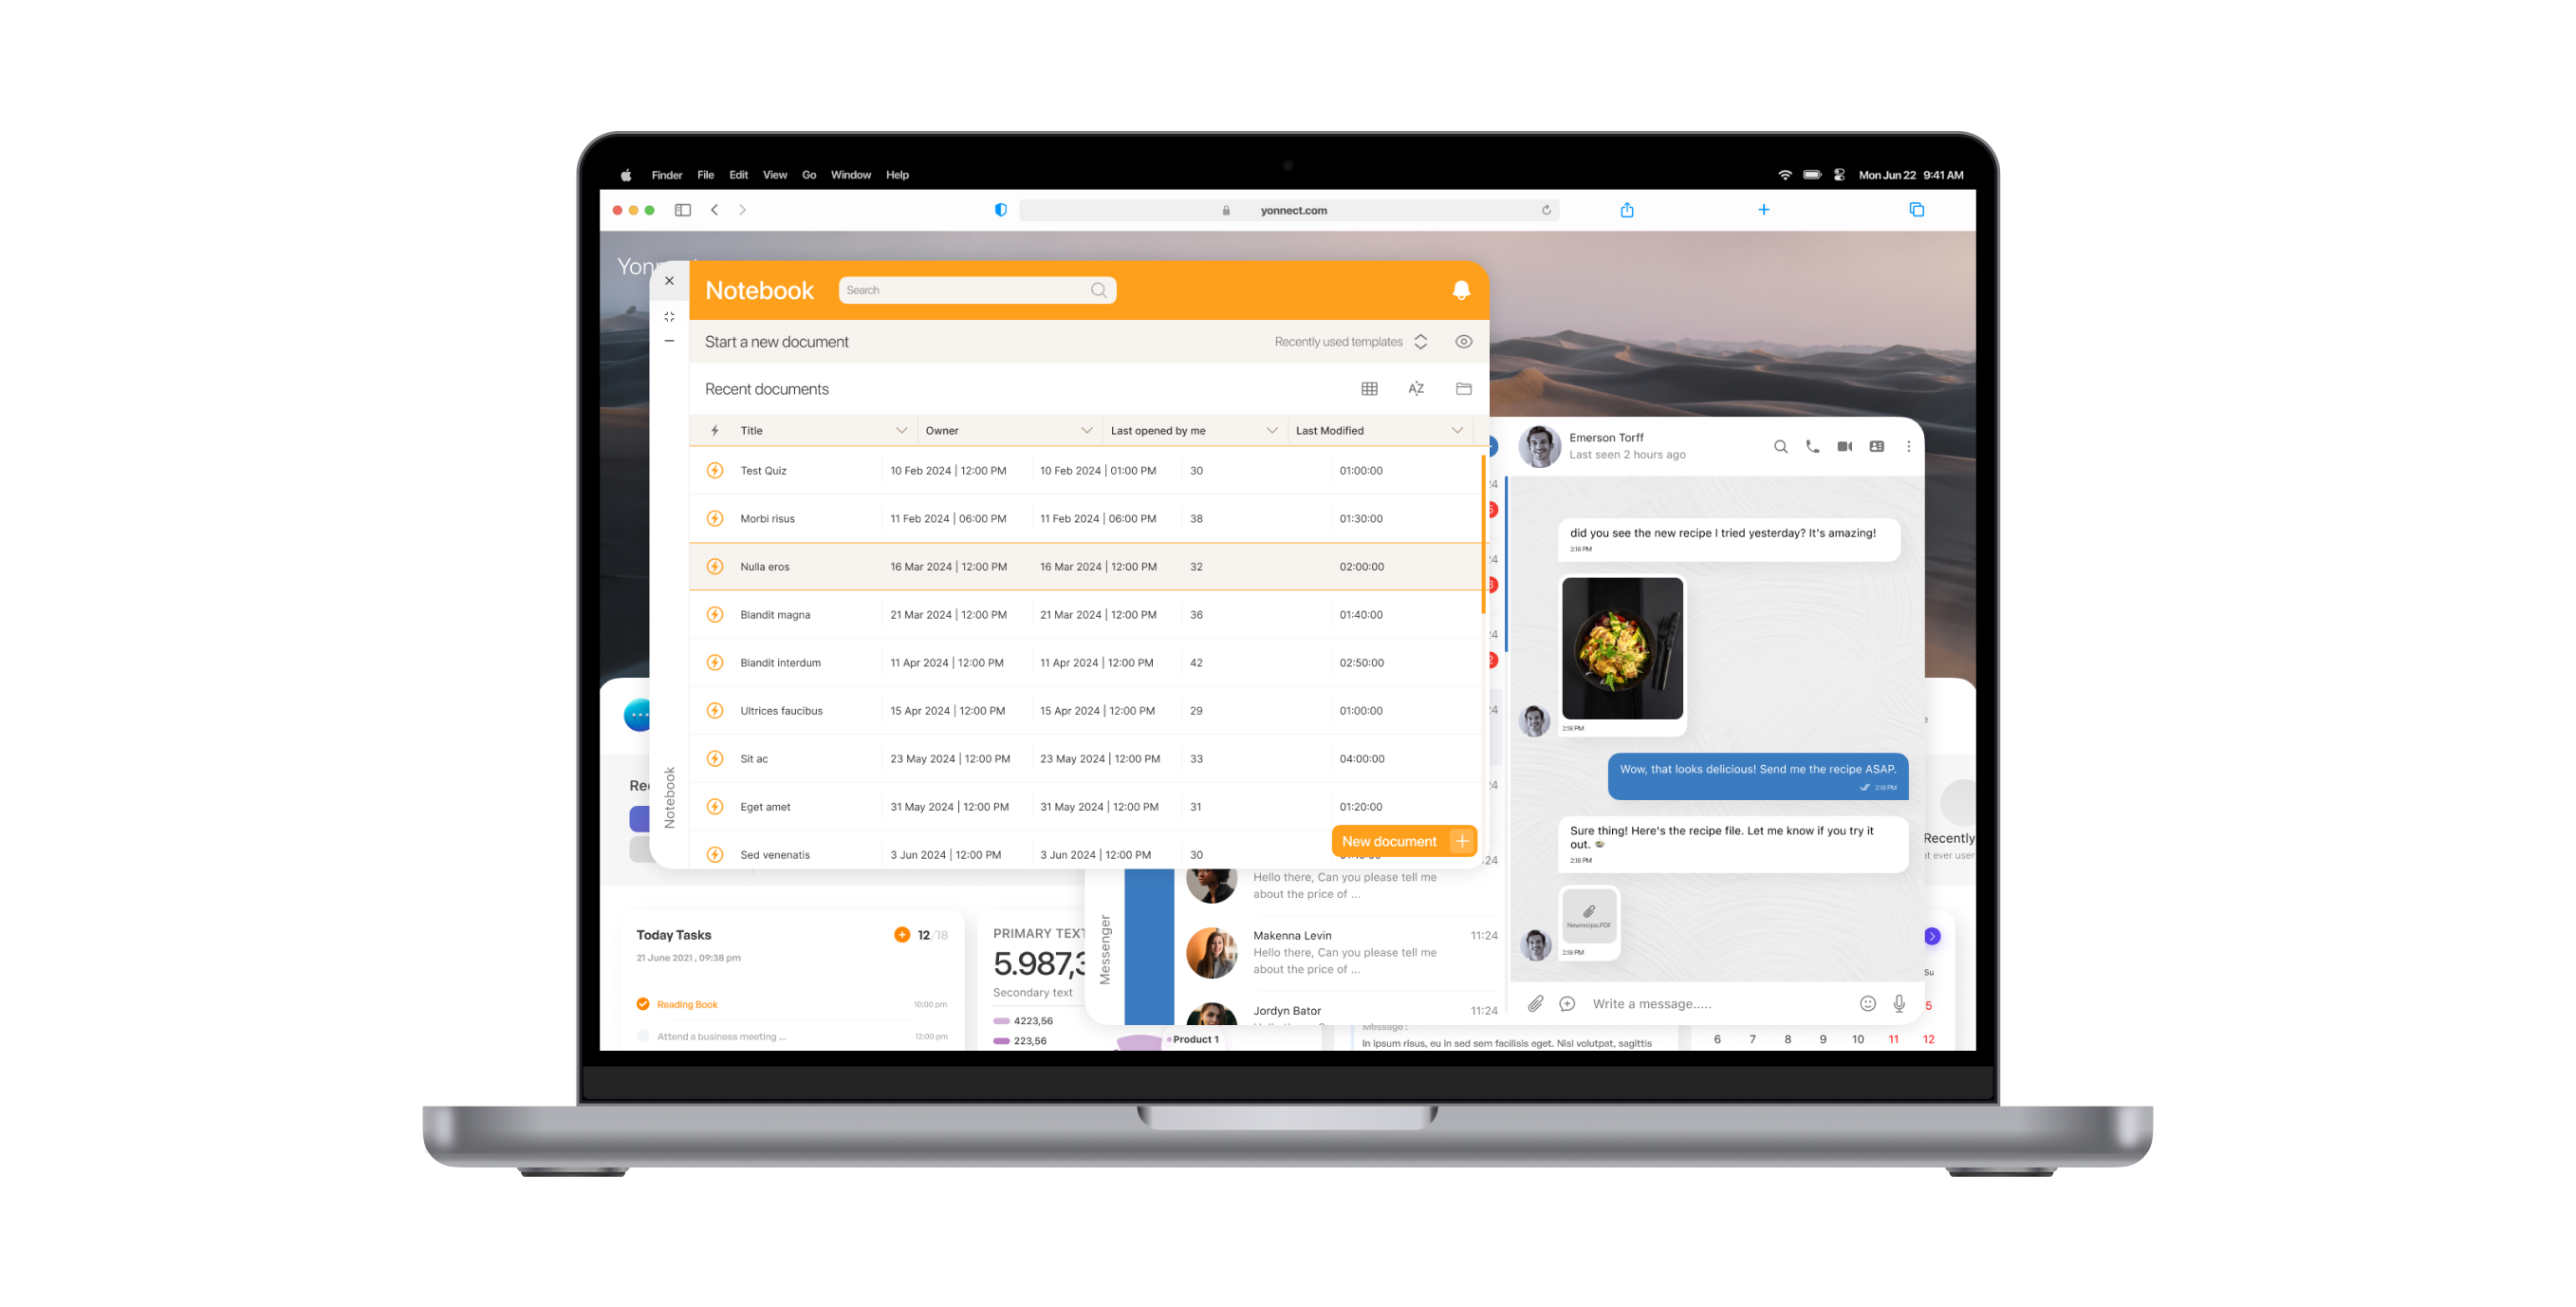 Finder File Edit View Go Window Help
Mon Jun 22 9:41 AM
yonnect.com
Notebook
Search
Start a new document
Recently used templates
Recent documents
Title Owner Last opened by me Last Modified
Test Quiz 10 Feb 2024 | 12:00 PM 10 Feb 2024 | 01:00 PM 30 01:00:00
Morbi risus 11 Feb 2024 | 06:00 PM 11 Feb 2024 | 06:00 PM 38 01:30:00
Nulla eros 16 Mar 2024 | 12:00 PM 16 Mar 2024 | 12:00 PM 32 02:00:00
Blandit magna 21 Mar 2024 | 12:00 PM 21 Mar 2024 | 12:00 PM 36 01:40:00
Blandit interdum 11 Apr 2024 | 12:00 PM 11 Apr 2024 | 12:00 PM 42 02:50:00
Ultrices faucibus 15 Apr 2024 | 12:00 PM 15 Apr 2024 | 12:00 PM 29 01:00:00
Sit ac 23 May 2024 | 12:00 PM 23 May 2024 | 12:00 PM 33 04:00:00
Eget amet 31 May 2024 | 12:00 PM 31 May 2024 | 12:00 PM 31 01:20:00
Sed venenatis 3 Jun 2024 | 12:00 PM 3 Jun 2024 | 12:00 PM 30
New document
Notebook
Emerson Torff
Last seen 2 hours ago
did you see the new recipe I tried yesterday? It's amazing!
2:18 PM
2:18 PM
Wow, that looks delicious! Send me the recipe ASAP.
2:18 PM
Sure thing! Here's the recipe file. Let me know if you try it
out. 🥗
2:18 PM
Newrecipe.PDF
2:18 PM
Write a message.....
Messenger
Hello there, Can you please tell me
about the price of ...
Makenna Levin 11:24
Hello there, Can you please tell me
about the price of ...
Jordyn Bator 11:24
Recently
Today Tasks 12/18
21 June 2021 , 09:38 pm
Reading Book 10:00 pm
Attend a business meeting ... 12:00 pm
PRIMARY TEXT
5.987,3
Secondary text
4223,56
223,56
Product 1
Message :
In ipsum risus, eu in sed sem facilisis eget. Nisl volutpat, sagittis
Su
5
6 7 8 9 10 11 12